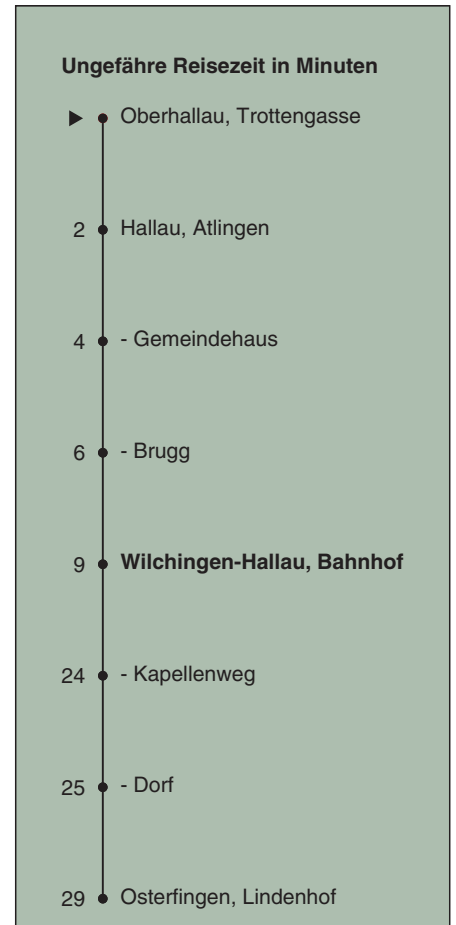 Ungefähre Reisezeit in Minuten
Oberhallau, Trottengasse
2 Hallau, Atlingen
4 - Gemeindehaus
6 - Brugg
9 Wilchingen-Hallau, Bahnhof
24 - Kapellenweg
25 - Dorf
29 Osterfingen, Lindenhof